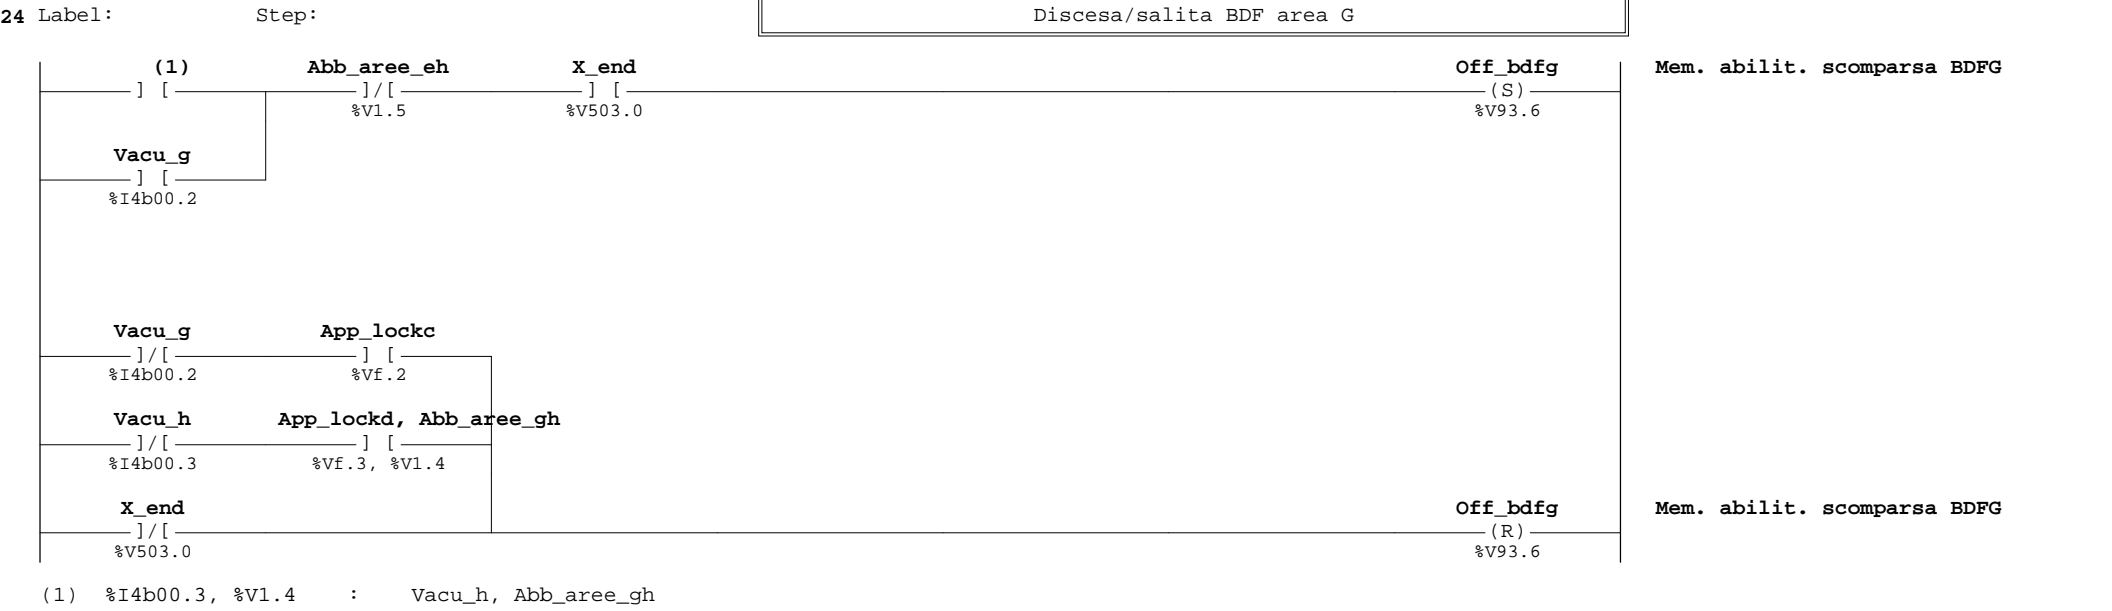 24 Label: Step: Discesa/salita BDF area G
(1) Abb_aree_eh X_end Off_bdfg Mem. abilit. scomparsa BDFG
] [ ]/[ ] [ (S)
%V1.5 %V503.0 %V93.6
Vacu_g
] [
%I4b00.2
Vacu_g App_lockc
]/[ ] [
%I4b00.2 %Vf.2
Vacu_h App_lockd, Abb_aree_gh
]/[ ] [
%I4b00.3 %Vf.3, %V1.4
X_end Off_bdfg Mem. abilit. scomparsa BDFG
]/[ (R)
%V503.0 %V93.6
(1) %I4b00.3, %V1.4 : Vacu_h, Abb_aree_gh